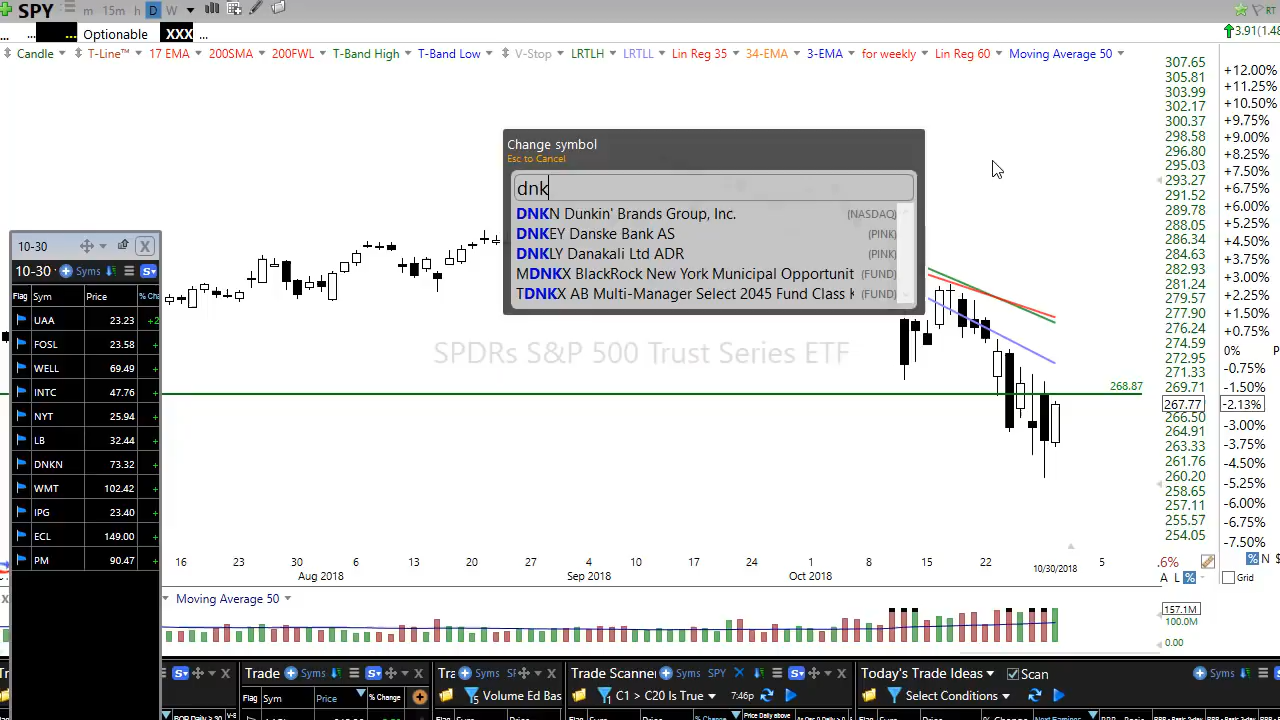 SPY m 15m h D W
RT
... ... Optionable XXX ...
3.91(1.48
Candle T-Line™ 17 EMA 200SMA 200FWL T-Band High T-Band Low V-Stop LRTLH LRTLL Lin Reg 35 34-EMA 3-EMA for weekly Lin Reg 60 Moving Average 50
307.65
305.81
303.99
302.17
300.37
298.58
296.80
295.03
293.27
291.52
289.78
288.05
286.34
284.63
282.93
281.24
279.57
277.90
276.24
274.59
272.95
271.33
269.71
267.77
266.50
264.91
263.33
261.76
260.20
258.65
257.11
255.57
254.05
+12.00%
+11.25%
+10.50%
+9.75%
+9.00%
+8.25%
+7.50%
+6.75%
+6.00%
+5.25%
+4.50%
+3.75%
+3.00%
+2.25%
+1.50%
+0.75%
0% P
-0.75%
-1.50%
-2.13%
-3.00%
-3.75%
-4.50%
-5.25%
-6.00%
-6.75%
-7.50%
Change symbol
Esc to Cancel
dnk
DNKN Dunkin' Brands Group, Inc. (NASDAQ)
DNKEY Danske Bank AS (PINK)
DNKLY Danakali Ltd ADR (PINK)
MDNKX BlackRock New York Municipal Opportunit (FUND)
TDNKX AB Multi-Manager Select 2045 Fund Class K (FUND)
SPDRs S&P 500 Trust Series ETF
268.87
10-30 X
10-30 Syms S
Flag Sym Price % Cha
UAA 23.23 +2
FOSL 23.58 +
WELL 69.49 +
INTC 47.76 +
NYT 25.94 +
LB 32.44 +
DNKN 73.32 +
WMT 102.42 +
IPG 23.40 +
ECL 149.00 +
PM 90.47 +
16 23 30 6 13 20 27 4 10 17 24 1 8 15 22 10/30/2018 5
Aug 2018 Sep 2018 Oct 2018
.6%
% N $
A L %
Grid
X Moving Average 50
157.1M
100.0M
0.00
S X Trade Syms S X Tra Syms SF X Trade Scanner Syms SPY X S X Today's Trade Ideas Scan Syms S
Flag Sym Price % Change Volume Ed Bas C1 > C20 Is True 7:46p Select Conditions